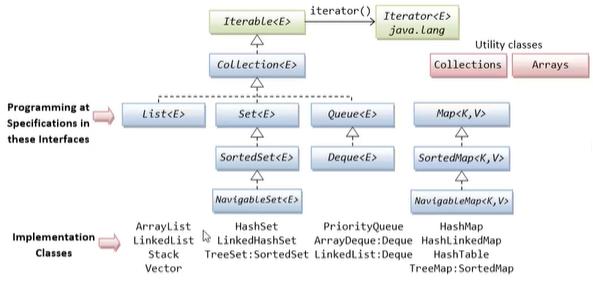 Iterable<E>
iterator()
Iterator<E>
java.lang
Collection<E>
Utility classes
Collections
Arrays
Programming at
Specifications in
these Interfaces
List<E>
Set<E>
Queue<E>
Map<K,V>
SortedSet<E>
Deque<E>
SortedMap<K,V>
NavigableSet<E>
NavigableMap<K,V>
Implementation
Classes
ArrayList
LinkedList
Stack
Vector
HashSet
LinkedHashSet
TreeSet:SortedSet
PriorityQueue
ArrayDeque:Deque
LinkedList:Deque
HashMap
HashLinkedMap
HashTable
TreeMap:SortedMap